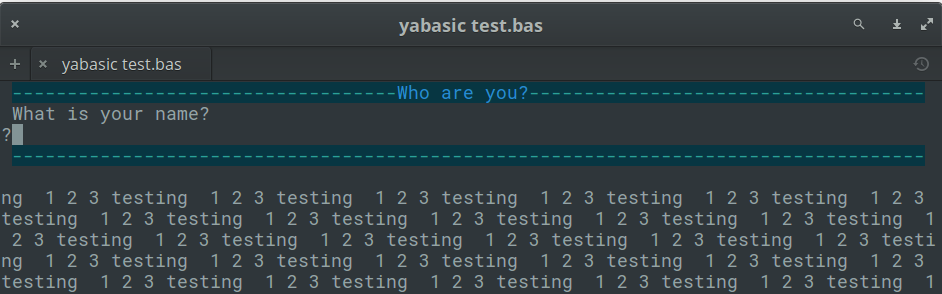 yabasic test.bas
yabasic test.bas
-----------------------------------Who are you?------------------------------------
What is your name?
?
-----------------------------------------------------------------------------------
ng  1 2 3 testing  1 2 3 testing  1 2 3 testing  1 2 3 testing  1 2 3 testing  1 2 3
testing  1 2 3 testing  1 2 3 testing  1 2 3 testing  1 2 3 testing  1 2 3 testing  1
 2 3 testing  1 2 3 testing  1 2 3 testing  1 2 3 testing  1 2 3 testing  1 2 3 testi
ng  1 2 3 testing  1 2 3 testing  1 2 3 testing  1 2 3 testing  1 2 3 testing  1 2 3
testing  1 2 3 testing  1 2 3 testing  1 2 3 testing  1 2 3 testing  1 2 3 testing  1